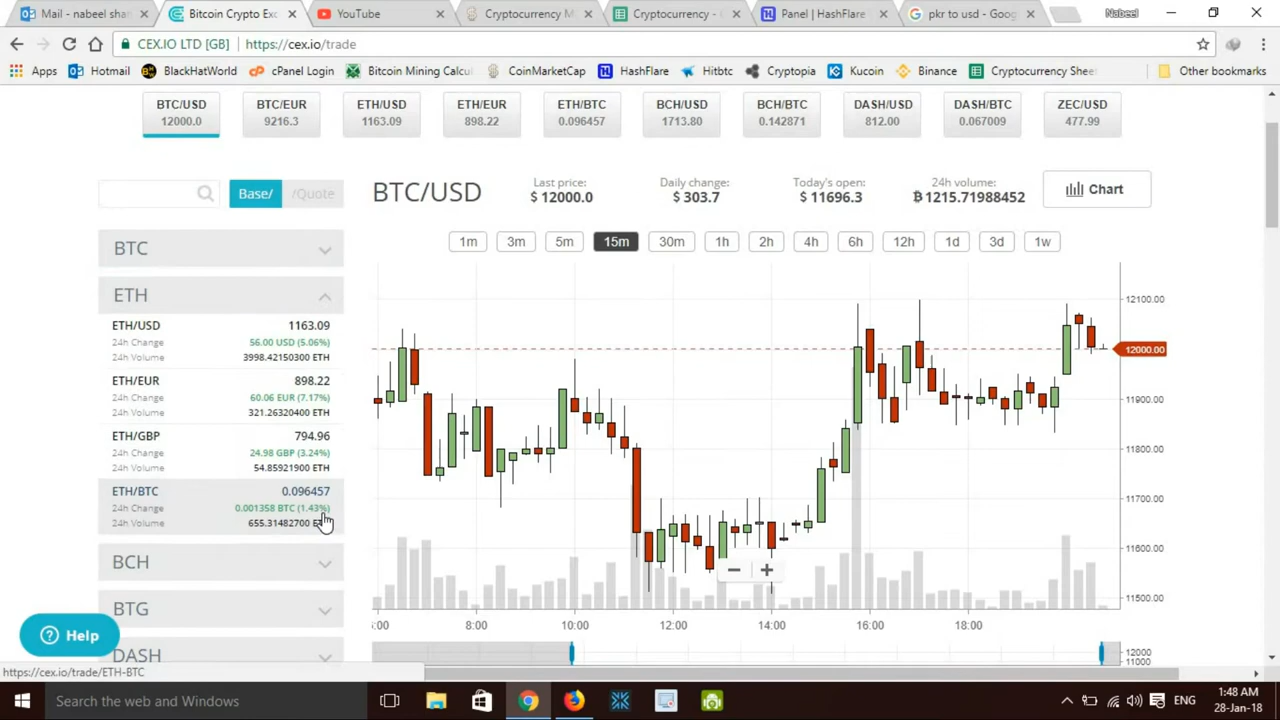 Mail - nabeel shar
Bitcoin Crypto Exc
YouTube
Cryptocurrency M
Cryptocurrency -
Panel | HashFlare
pkr to usd - Goog
Nabeel
CEX.IO LTD [GB]
https://cex.io/trade
Apps
Hotmail
BlackHatWorld
cPanel Login
Bitcoin Mining Calcu
CoinMarketCap
HashFlare
Hitbtc
Cryptopia
Kucoin
Binance
Cryptocurrency Shee
Other bookmarks
BTC/USD
12000.0
BTC/EUR
9216.3
ETH/USD
1163.09
ETH/EUR
898.22
ETH/BTC
0.096457
BCH/USD
1713.80
BCH/BTC
0.142871
DASH/USD
812.00
DASH/BTC
0.067009
ZEC/USD
477.99
Base/
/Quote
BTC/USD
Last price:
$ 12000.0
Daily change:
$ 303.7
Today's open:
$ 11696.3
24h volume:
฿ 1215.71988452
Chart
1m
3m
5m
15m
30m
1h
2h
4h
6h
12h
1d
3d
1w
BTC
ETH
ETH/USD 1163.09
24h Change 56.00 USD (5.06%)
24h Volume 3998.42150300 ETH
ETH/EUR 898.22
24h Change 60.06 EUR (7.17%)
24h Volume 321.26320400 ETH
ETH/GBP 794.96
24h Change 24.98 GBP (3.24%)
24h Volume 54.85921900 ETH
ETH/BTC 0.096457
24h Change 0.001358 BTC (1.43%)
24h Volume 655.31482700
BCH
BTG
DASH
12100.00
12000.00
11900.00
11800.00
11700.00
11600.00
11500.00
:00
8:00
10:00
12:00
14:00
16:00
18:00
12000
11000
Help
https://cex.io/trade/ETH-BTC
Search the web and Windows
ENG
1:48 AM
28-Jan-18